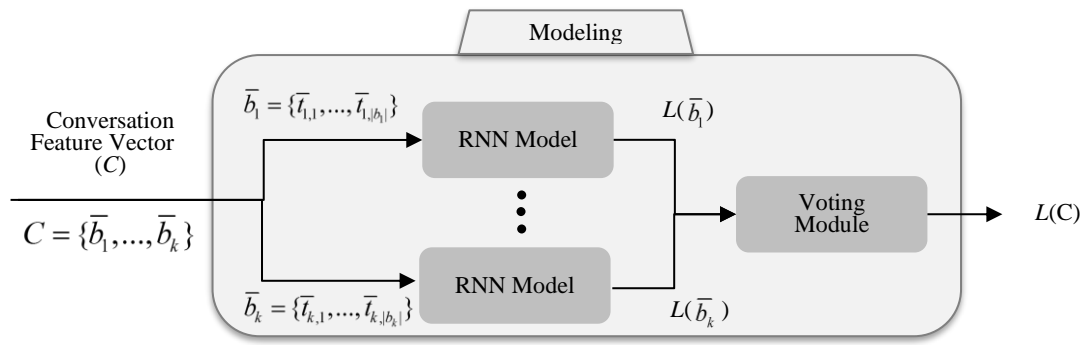 Modeling
Conversation
Feature Vector
(C)
C = {b̅₁,...,b̅ₖ}
b̅₁ = {t̅₁,₁,...,t̅₁,|b₁|}
RNN Model
L(b̅₁)
Voting
Module
L(C)
b̅ₖ = {t̅ₖ,₁,...,t̅ₖ,|bₖ|}
RNN Model
L(b̅ₖ)